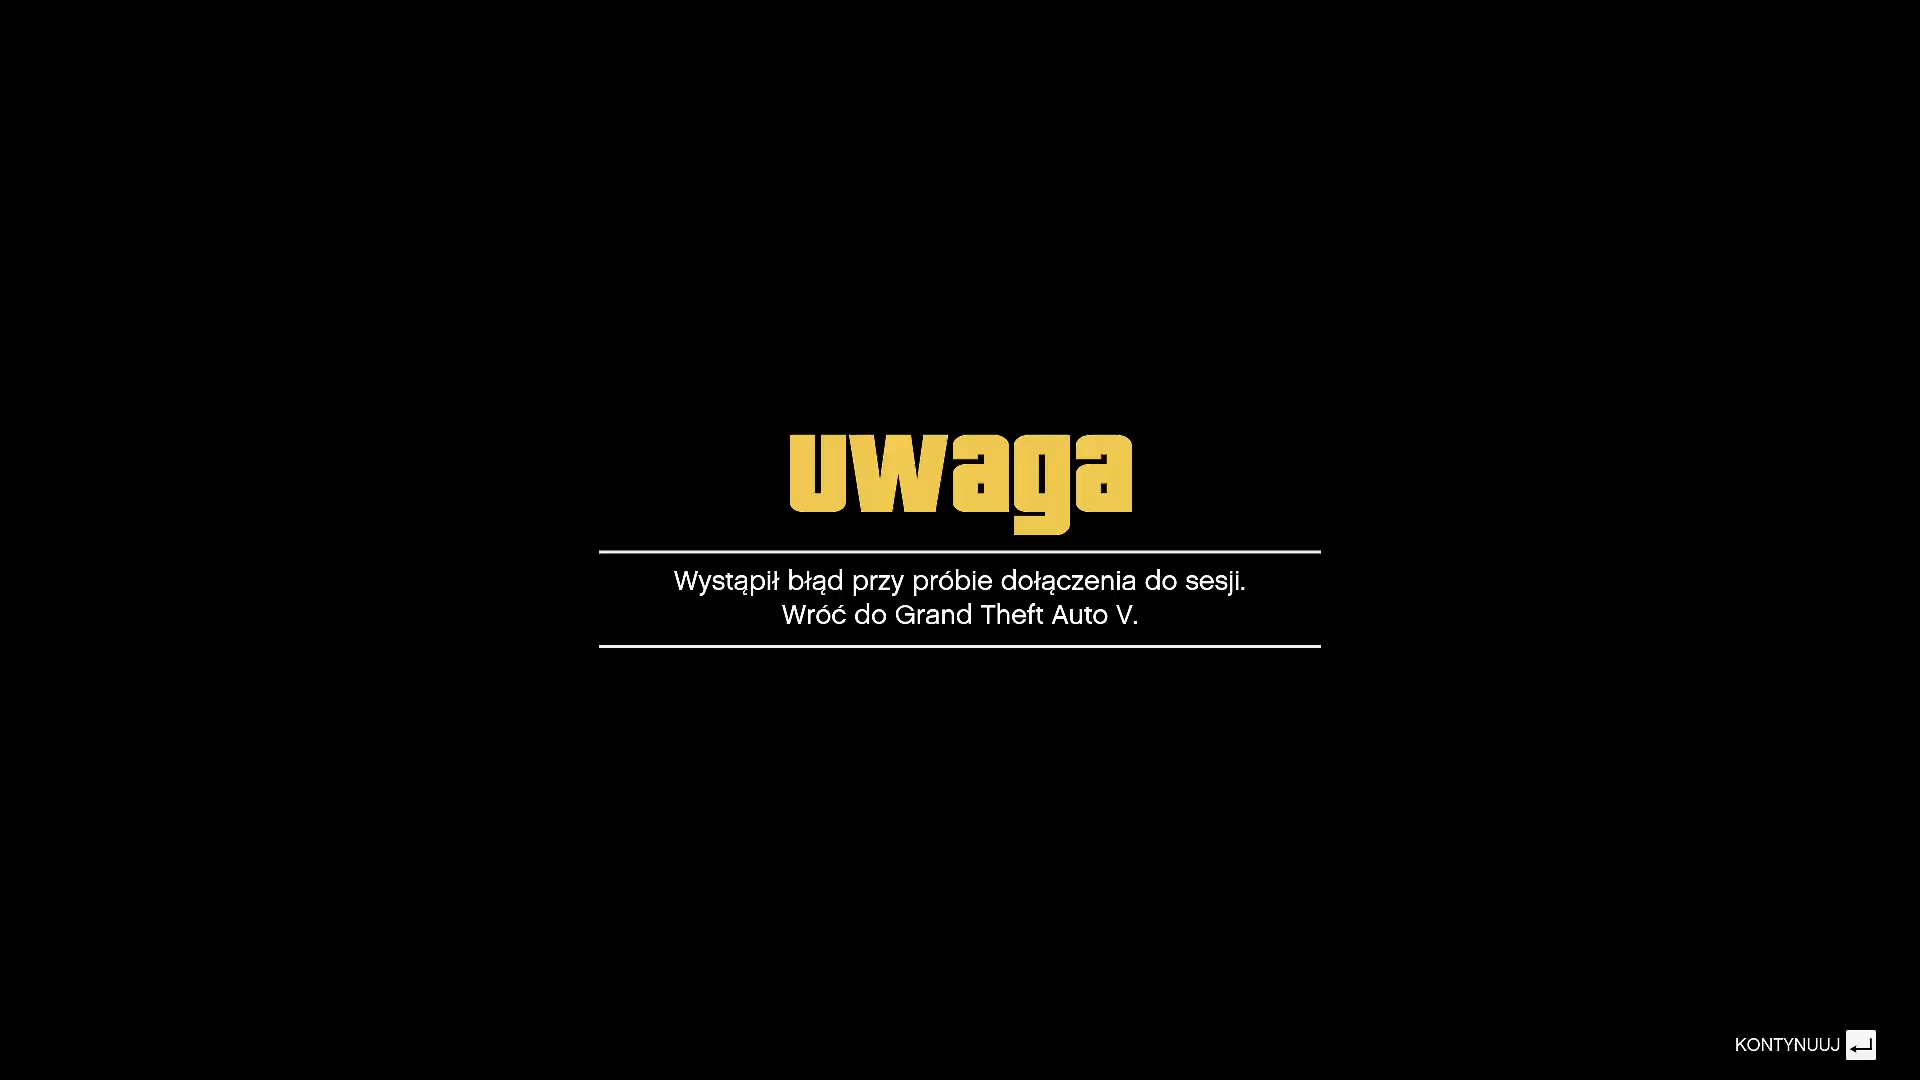 uwaga
Wystąpił błąd przy próbie dołączenia do sesji.
Wróć do Grand Theft Auto V.
KONTYNUUJ